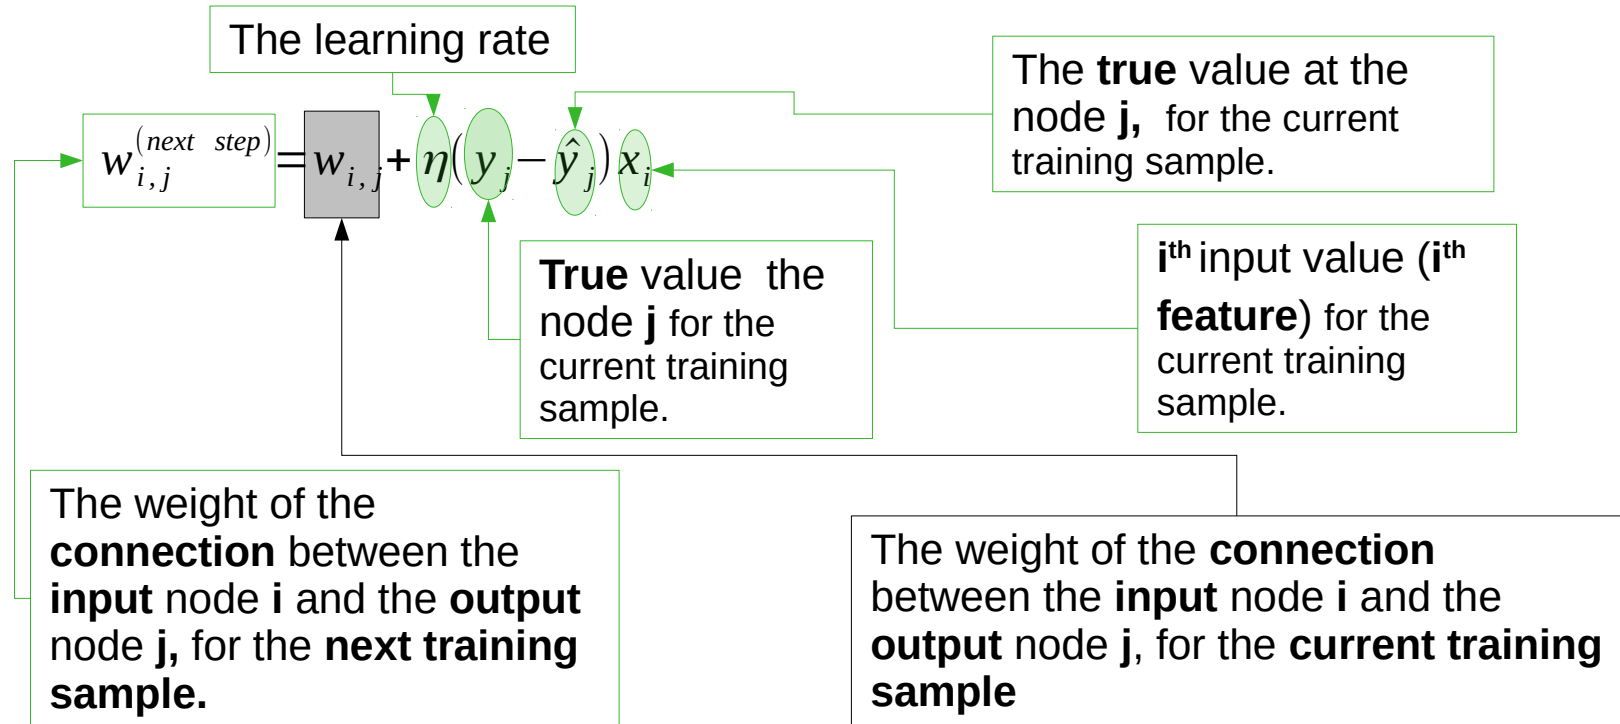 The learning rate
The true value at the
node j, for the current
training sample.
w_{i,j}^{(next step)} = w_{i,j} + η(y_j − ŷ_j) x_i
i^{th} input value (i^{th}
feature) for the
current training
sample.
True value the
node j for the
current training
sample.
The weight of the
connection between the
input node i and the output
node j, for the next training
sample.
The weight of the connection
between the input node i and the
output node j, for the current training
sample